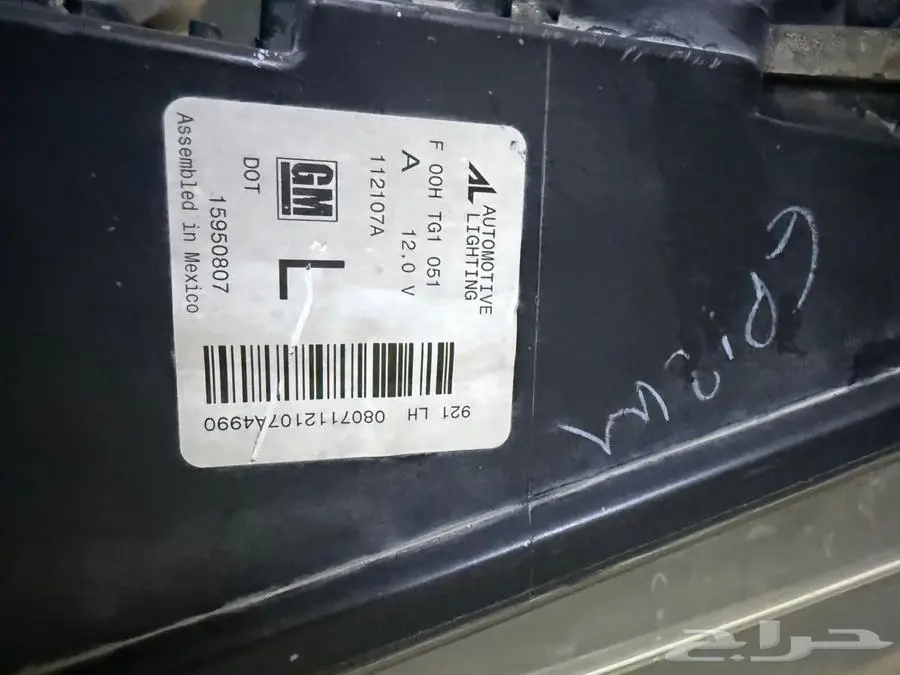 AL AUTOMOTIVE
LIGHTING
F 00H TG1 051
A 12.0 V
112107A
GM L
DOT
15950807
Assembled in Mexico
921 LH 0807112107A4990
حراج